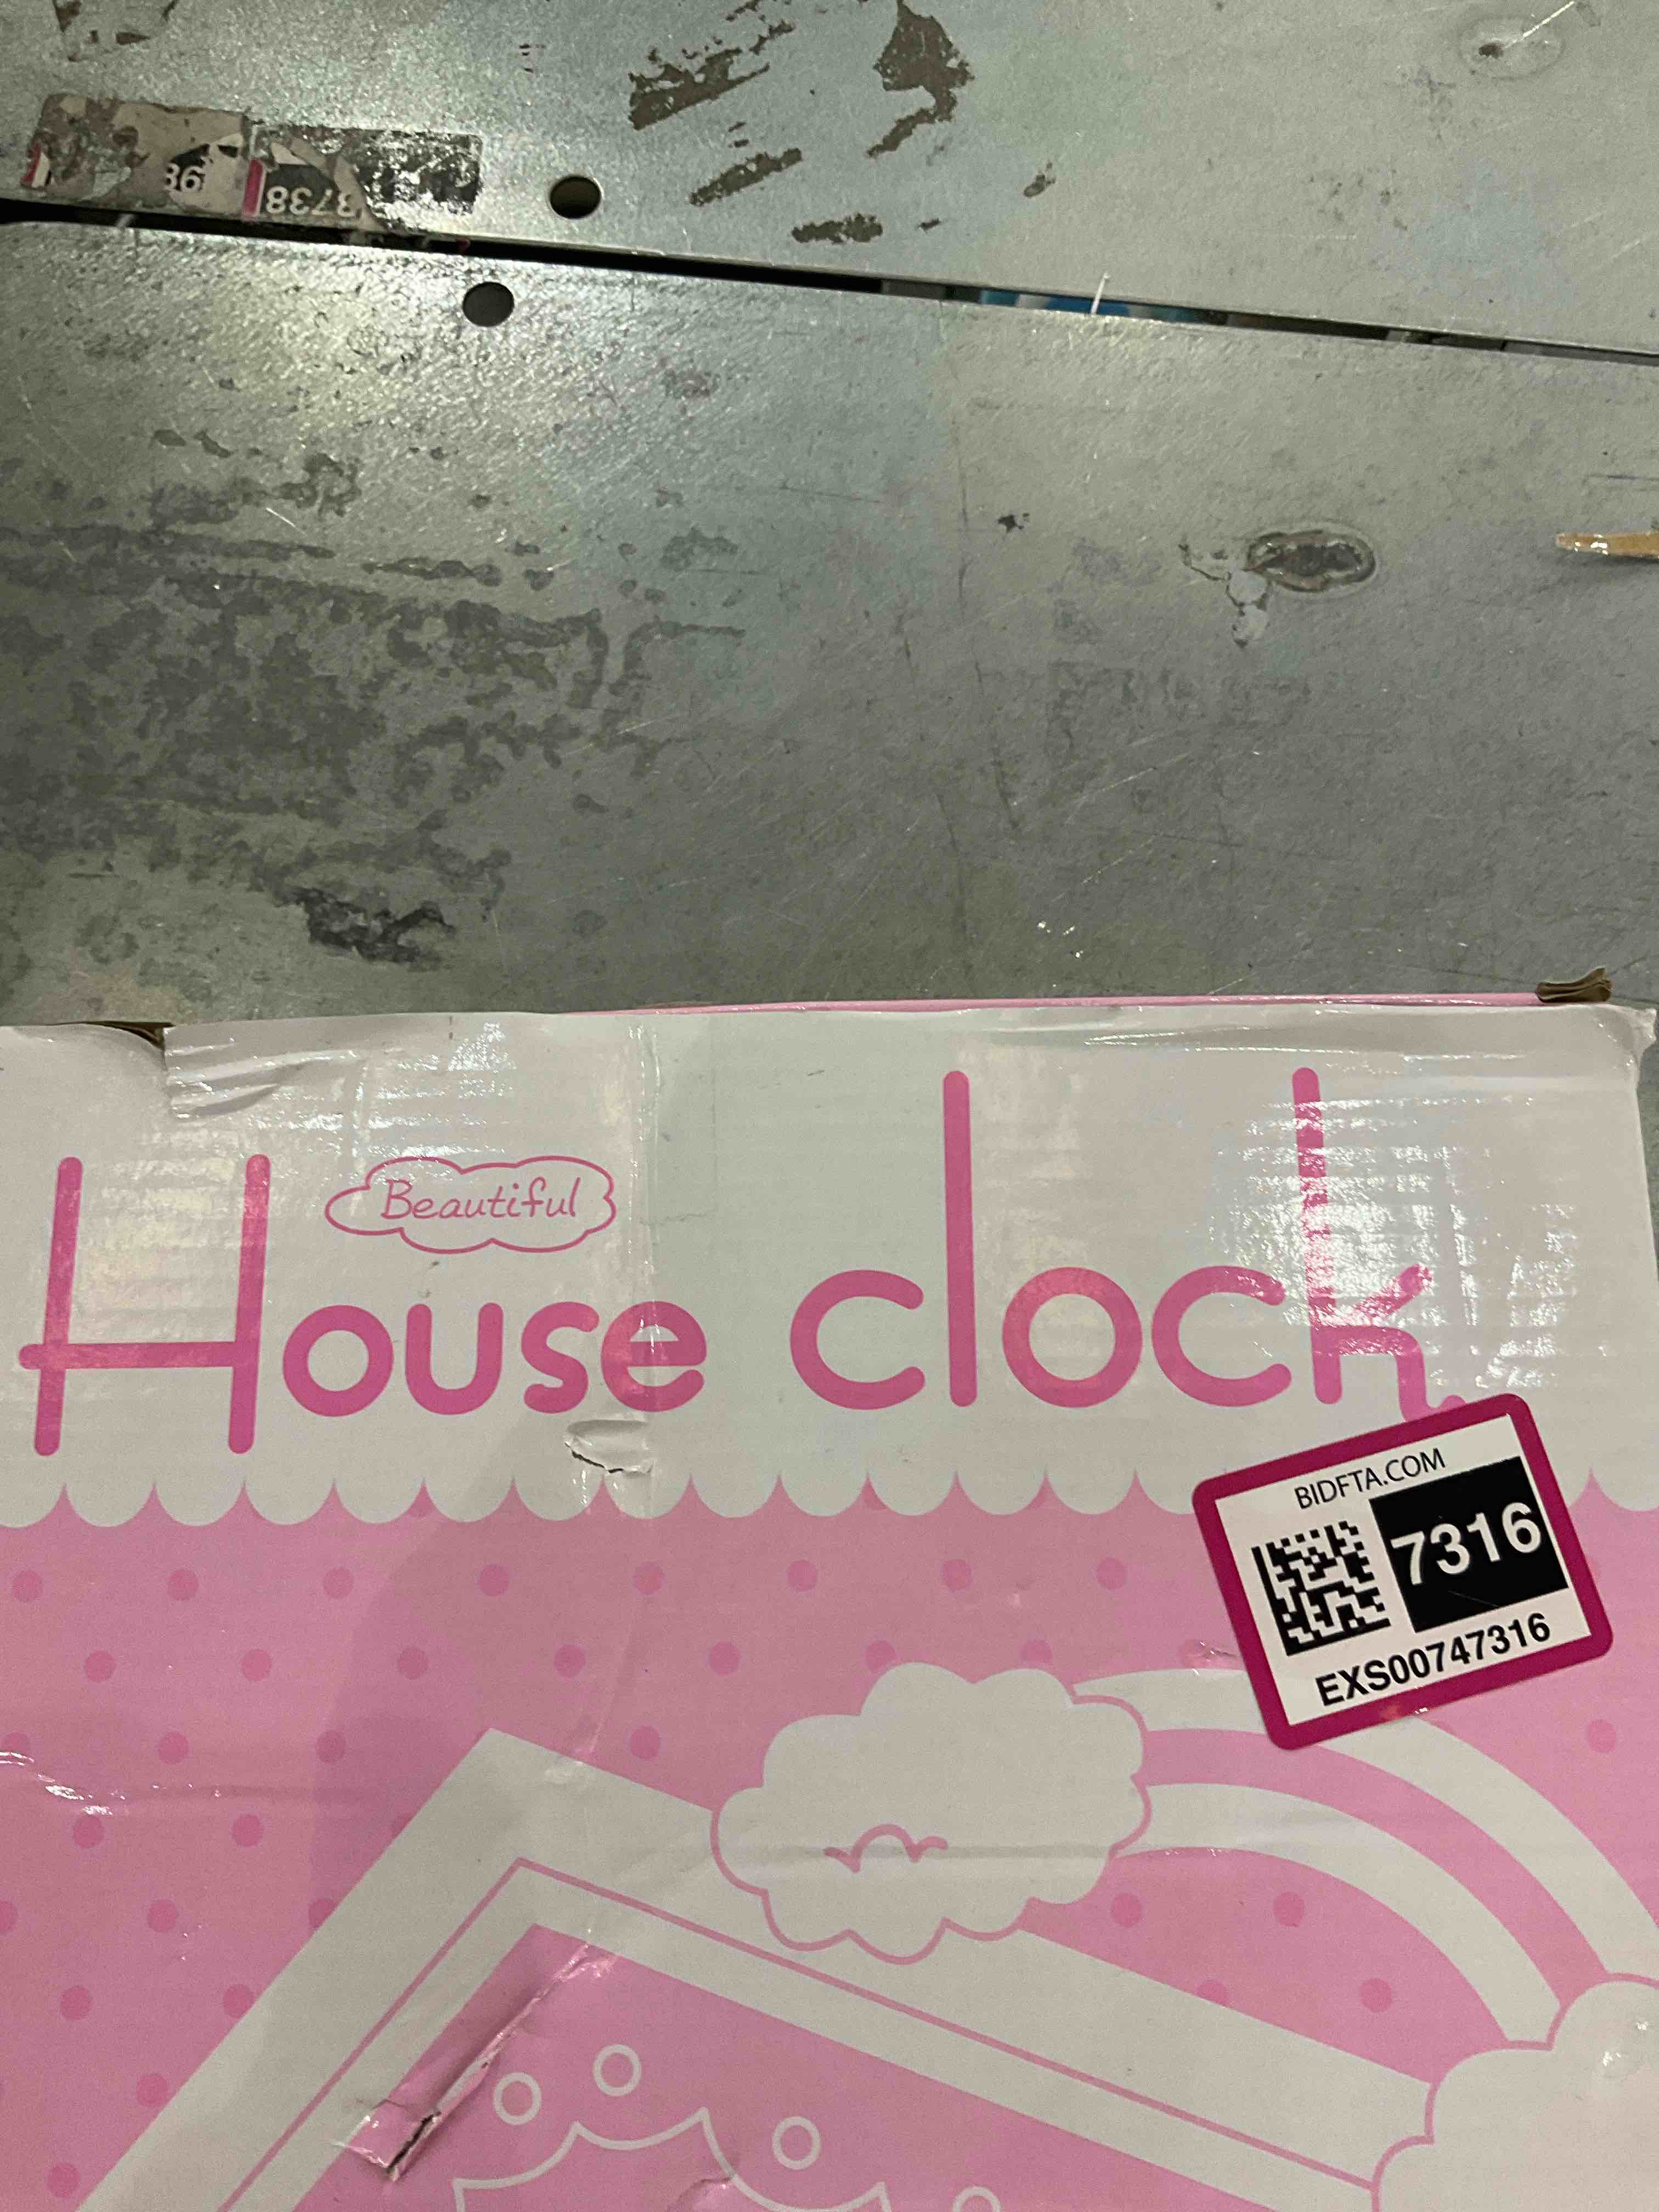 3738
Beautiful
House clock
BIDFTA.COM
7316
EXS00747316